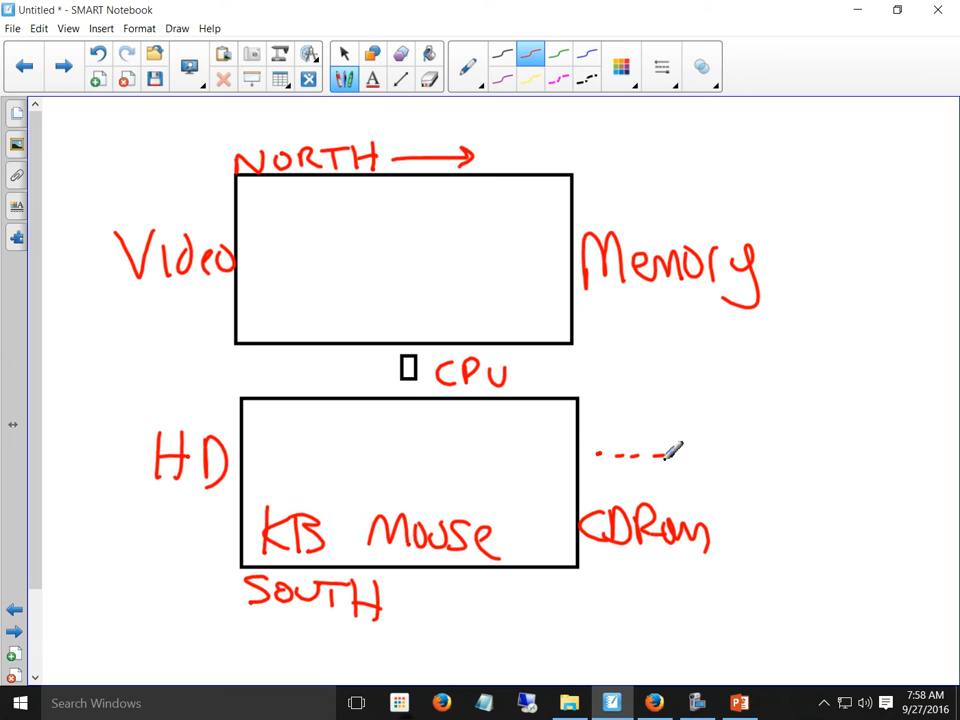 Untitled * - SMART Notebook
File Edit View Insert Format Draw Help
NORTH
Video
Memory
CPU
HD
KB Mouse
CDRom
SOUTH
Search Windows
7:58 AM
9/27/2016